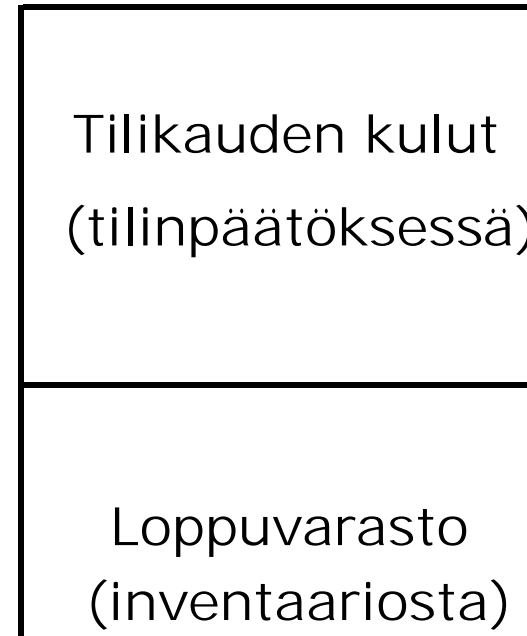 Tilikauden kulut
(tilinpäätöksessä)
Loppuvarasto
(inventaariosta)